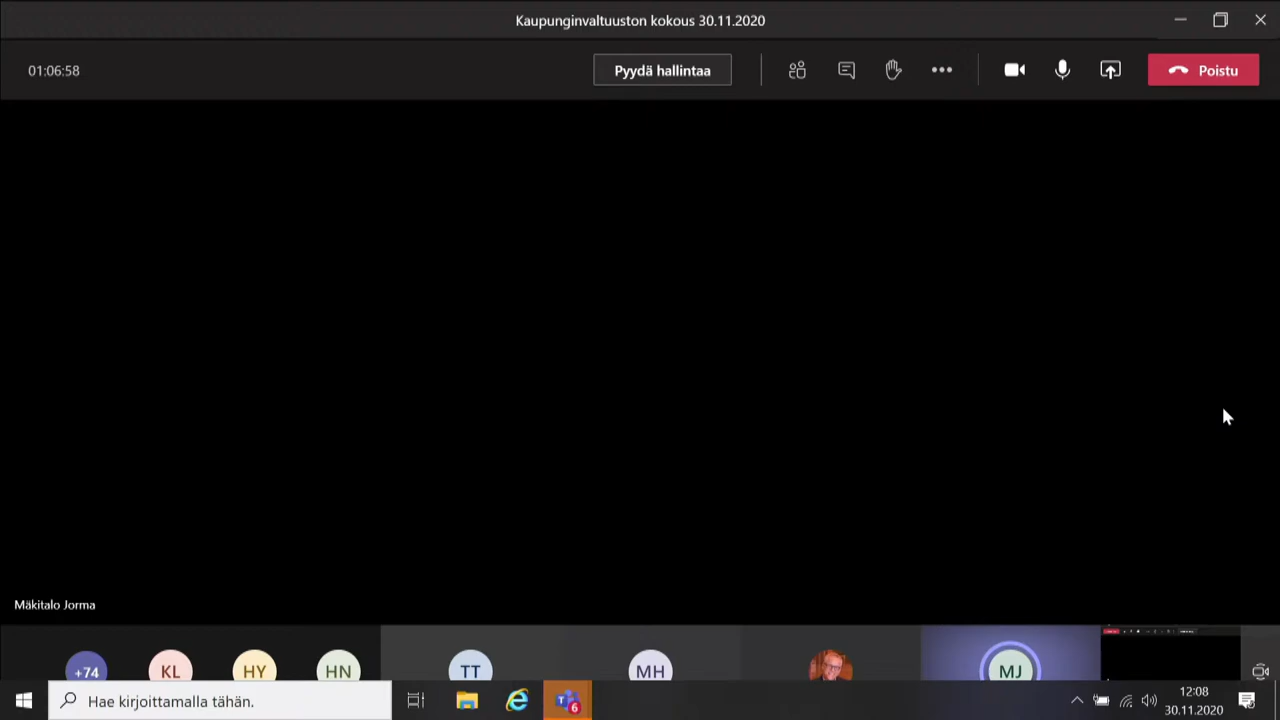 Kaupunginvaltuuston kokous 30.11.2020
01:06:58
Pyydä hallintaa
Poistu
Mäkitalo Jorma
+74
KL
HY
HN
TT
MH
MJ
Hae kirjoittamalla tähän.
T
6
12:08
30.11.2020